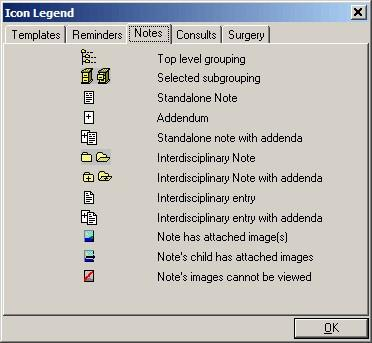 Icon Legend
Templates Reminders Notes Consults Surgery
Top level grouping
Selected subgrouping
Standalone Note
Addendum
Standalone note with addenda
Interdisciplinary Note
Interdisciplinary Note with addenda
Interdisciplinary entry
Interdisciplinary entry with addenda
Note has attached image(s)
Note's child has attached images
Note's images cannot be viewed
OK